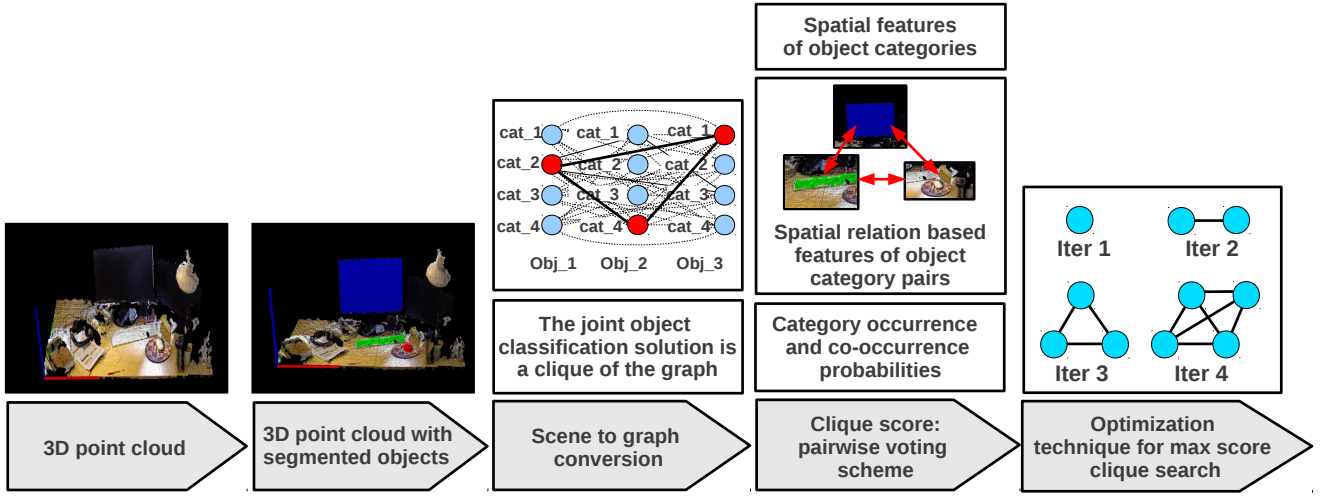 Spatial features
of object categories
cat_1 cat_1 cat_1
cat_2 cat_2 cat_2
cat_3 cat_3 cat_3
cat_4 cat_4 cat_4
Obj_1 Obj_2 Obj_3
Spatial relation based
features of object
category pairs
Iter 1 Iter 2
Iter 3 Iter 4
The joint object
classification solution is
a clique of the graph
Category occurrence
and co-occurrence
probabilities
3D point cloud
3D point cloud with
segmented objects
Scene to graph
conversion
Clique score:
pairwise voting
scheme
Optimization
technique for max score
clique search